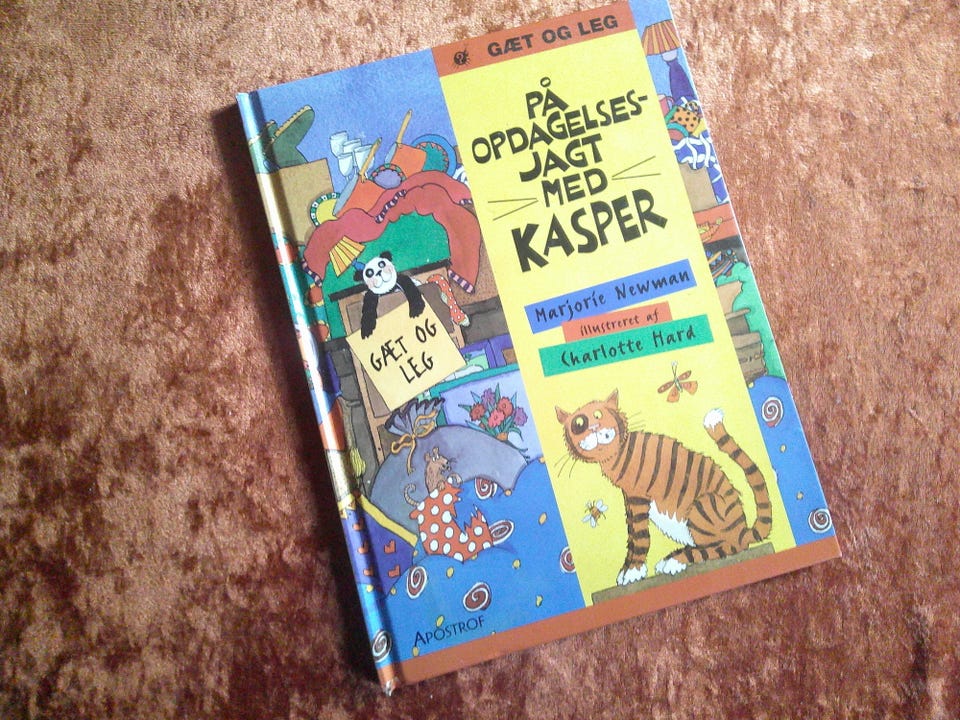 GÆT OG LEG
PÅ
OPDAGELSES-
JAGT
MED
KASPER
Marjorie Newman
illustreret af
Charlotte Hard
GÆT OG
LEG
APOSTROF